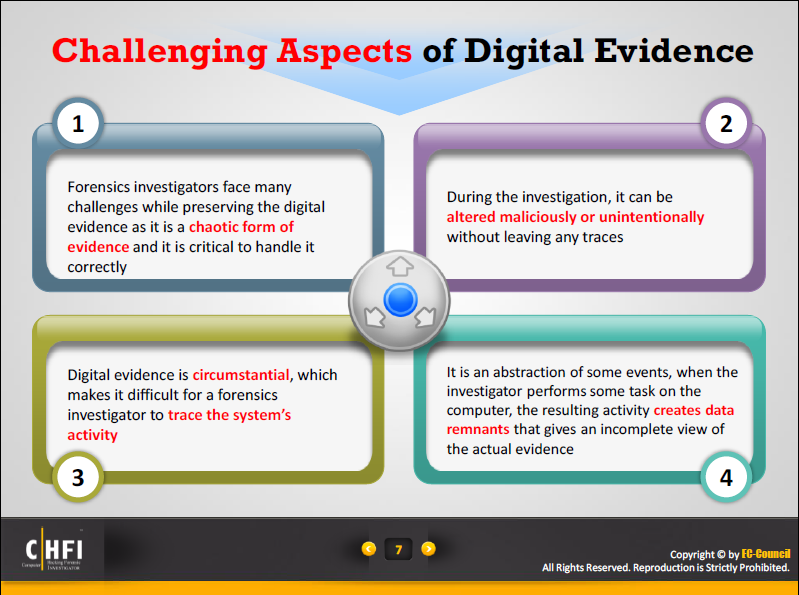 Challenging Aspects of Digital Evidence
1
Forensics investigators face many
challenges while preserving the digital
evidence as it is a chaotic form of
evidence and it is critical to handle it
correctly
2
During the investigation, it can be
altered maliciously or unintentionally
without leaving any traces
Digital evidence is circumstantial, which
makes it difficult for a forensics
investigator to trace the system's
activity
3
It is an abstraction of some events, when the
investigator performs some task on the
computer, the resulting activity creates data
remnants that gives an incomplete view of
the actual evidence
4
CHFI
Computer Hacking Forensic
INVESTIGATOR
7
Copyright © by EC-Council
All Rights Reserved. Reproduction is Strictly Prohibited.